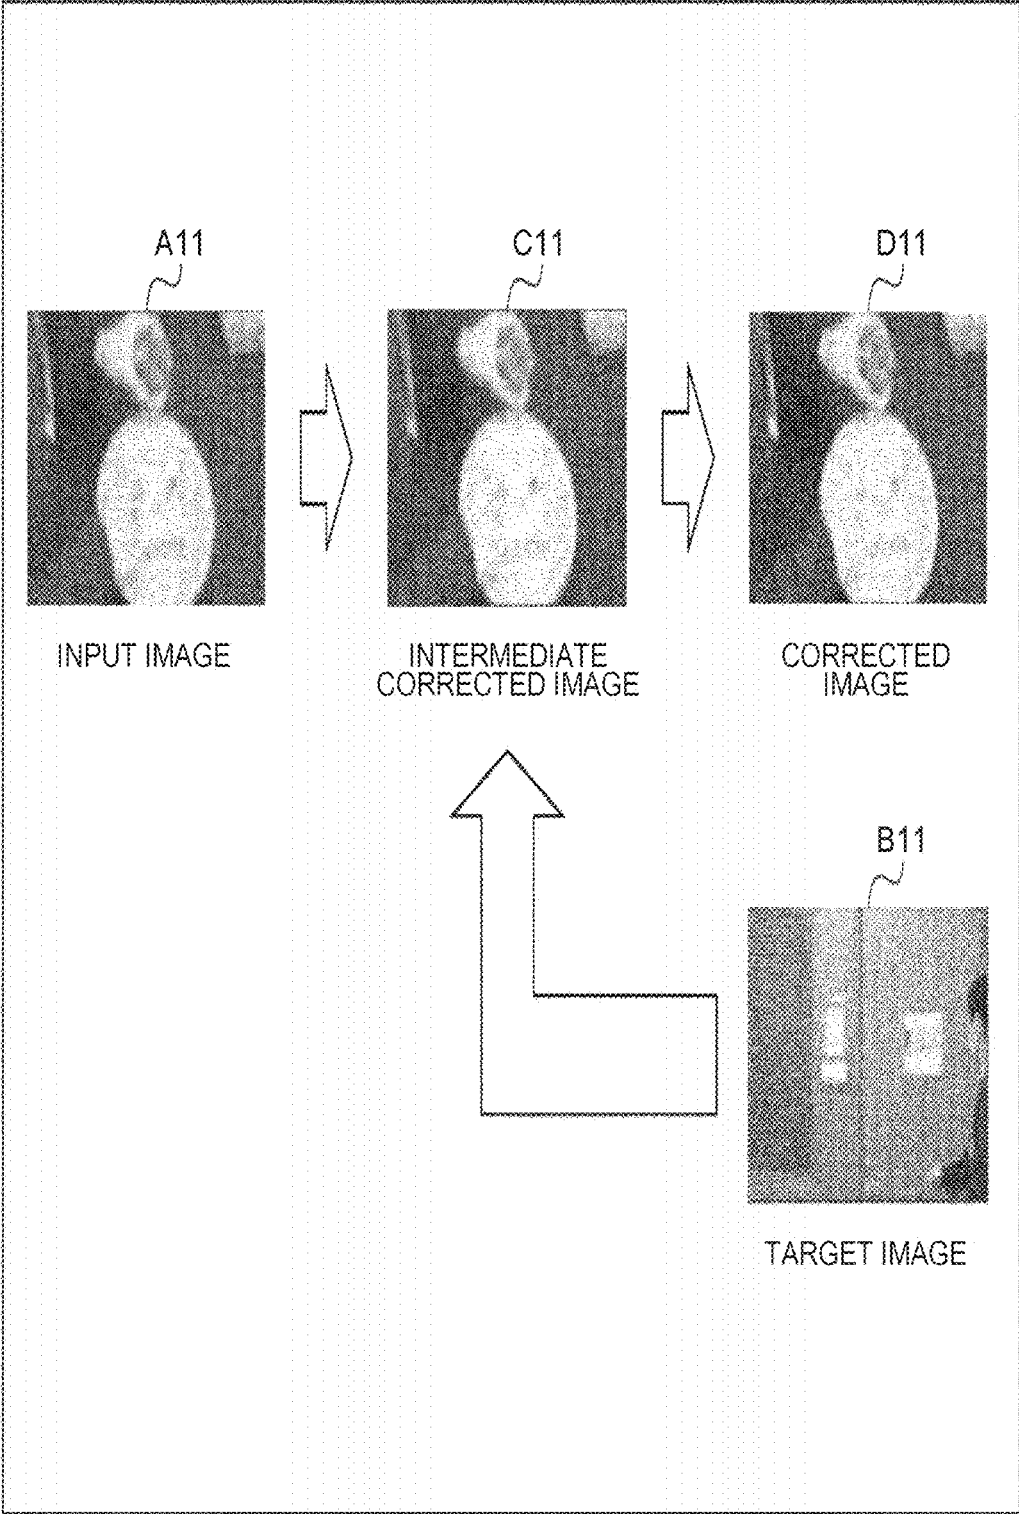 A11
C11
D11
INPUT IMAGE
INTERMEDIATE
CORRECTED IMAGE
CORRECTED
IMAGE
B11
TARGET IMAGE